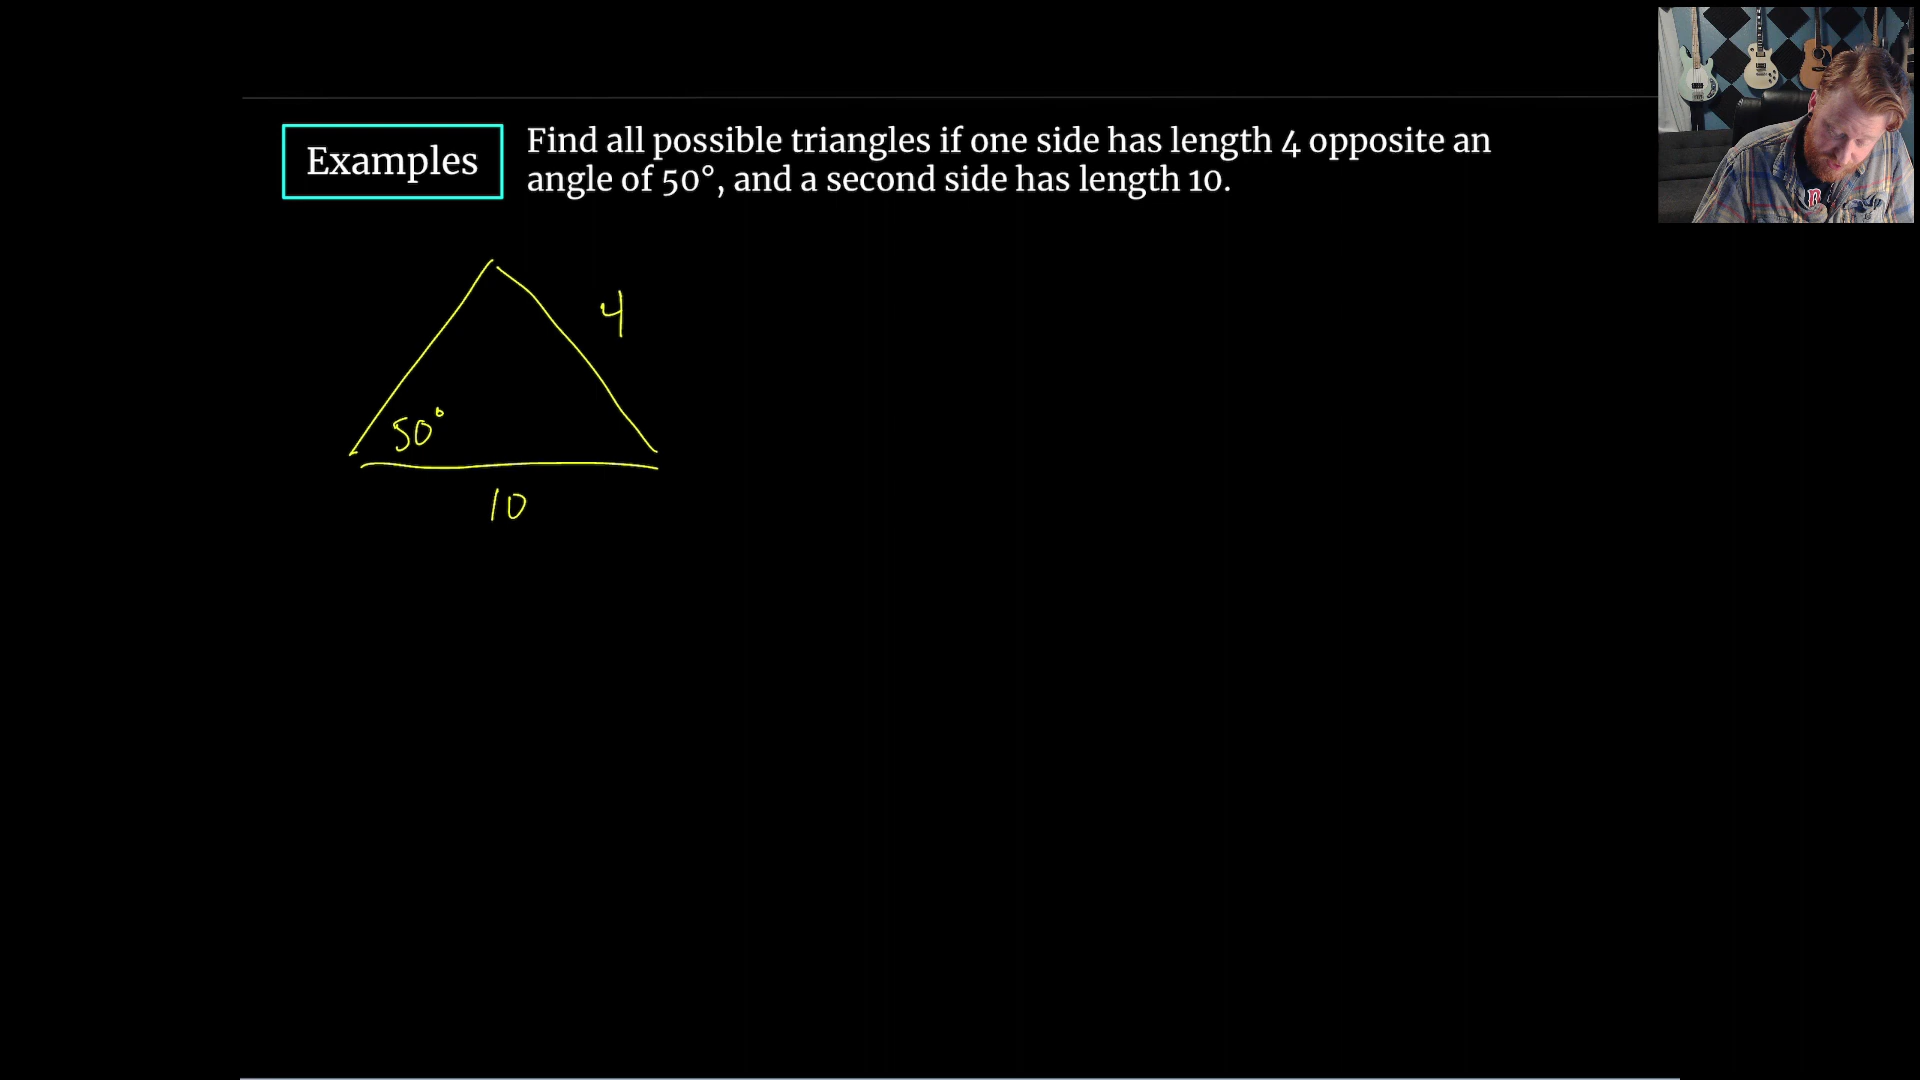 Examples
Find all possible triangles if one side has length 4 opposite an
angle of 50°, and a second side has length 10.
4
50°
10